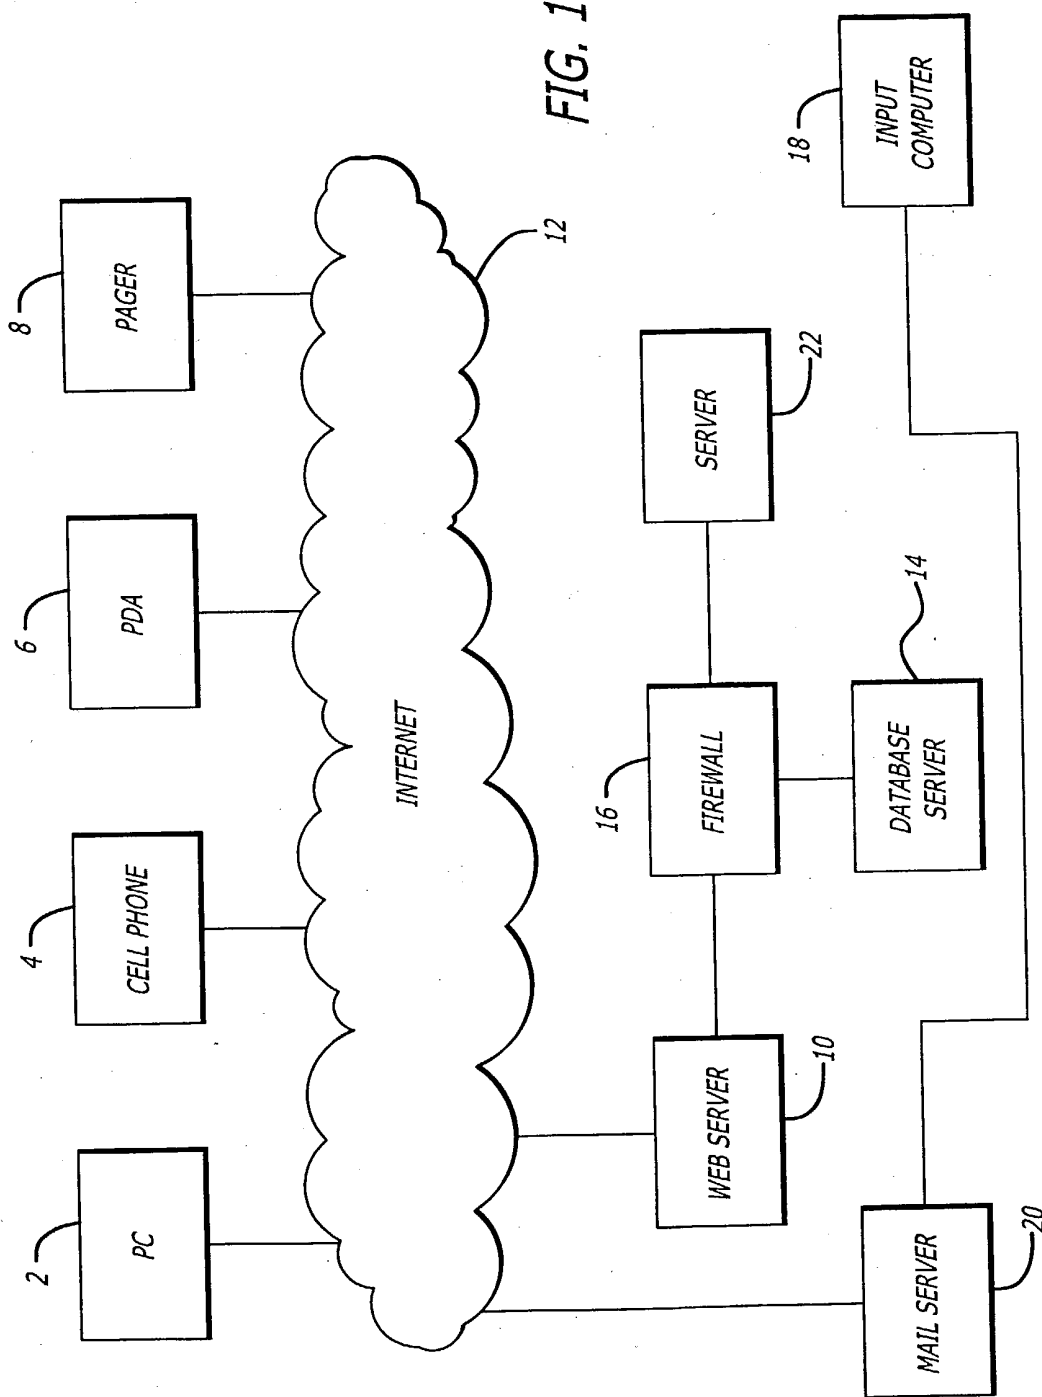 2
PC
4
CELL PHONE
6
PDA
8
PAGER
INTERNET
12
FIG. 1
WEB SERVER
10
16
FIREWALL
SERVER
22
DATABASE
SERVER
14
MAIL SERVER
20
18
INPUT
COMPUTER